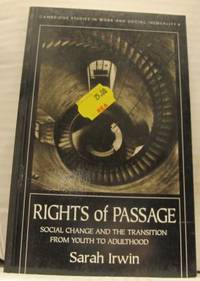 CAMBRIDGE STUDIES IN WORK AND SOCIAL INEQUALITY 4
RIGHTS of PASSAGE
SOCIAL CHANGE AND THE TRANSITION
FROM YOUTH TO ADULTHOOD
Sarah Irwin